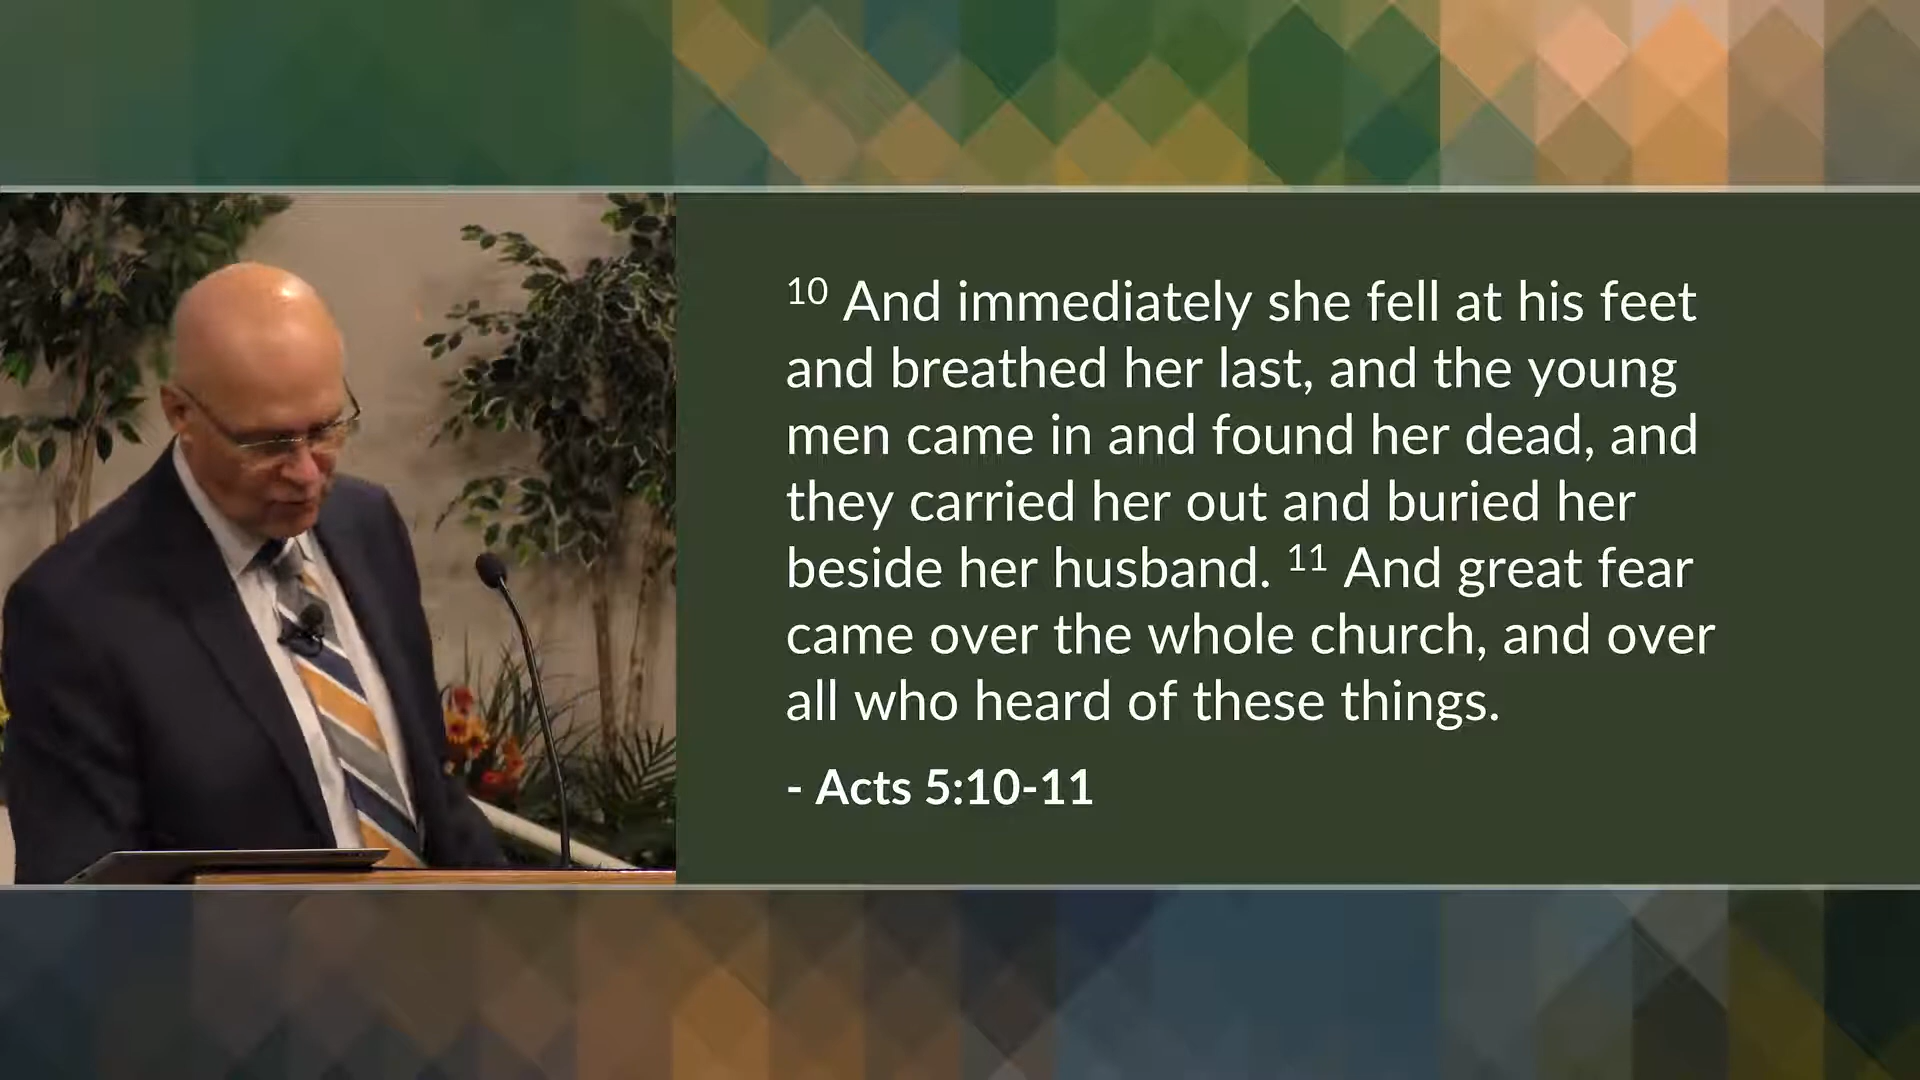 10 And immediately she fell at his feet
and breathed her last, and the young
men came in and found her dead, and
they carried her out and buried her
beside her husband. 11 And great fear
came over the whole church, and over
all who heard of these things.
- Acts 5:10-11